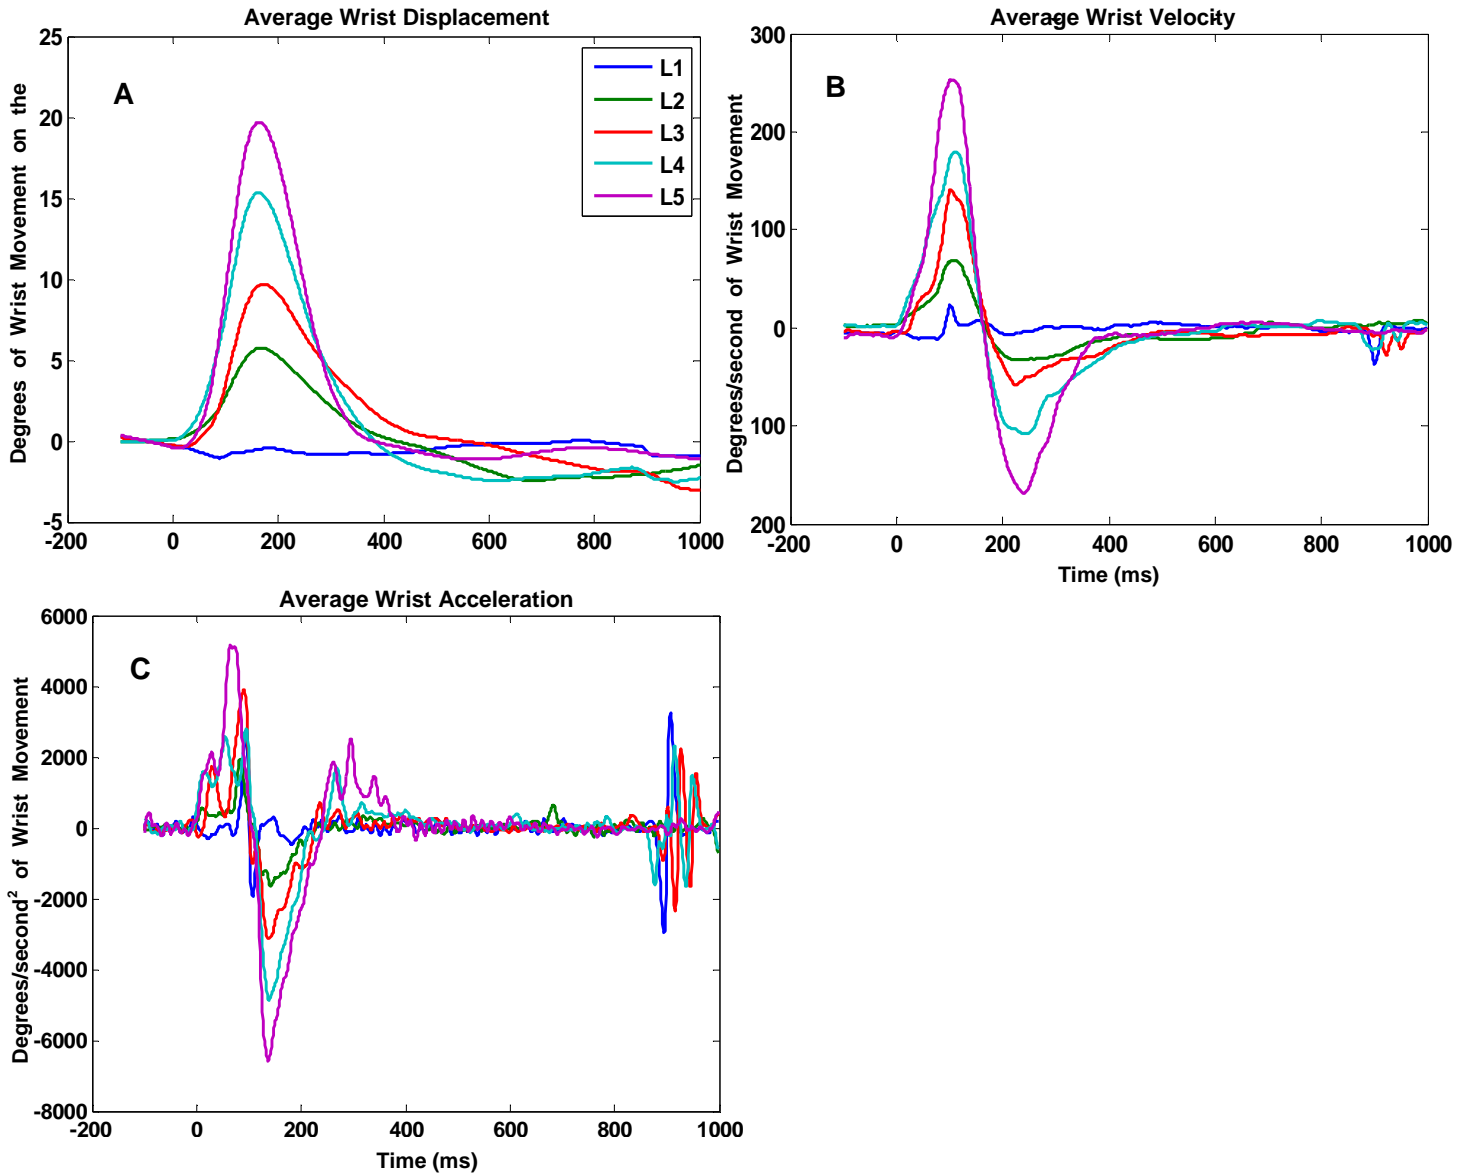 Average Wrist Displacement
Degrees of Wrist Movement on the
25
20
15
10
5
0
-5
-200
0
200
400
600
800
1000
A
L1
L2
L3
L4
L5
Average Wrist Velocity
Degrees/second of Wrist Movement
300
200
100
0
100
200
-200
0
200
400
600
800
1000
B
Time (ms)
Average Wrist Acceleration
Degrees/second² of Wrist Movement
6000
4000
2000
0
-2000
-4000
-6000
-8000
-200
0
200
400
600
800
1000
C
Time (ms)